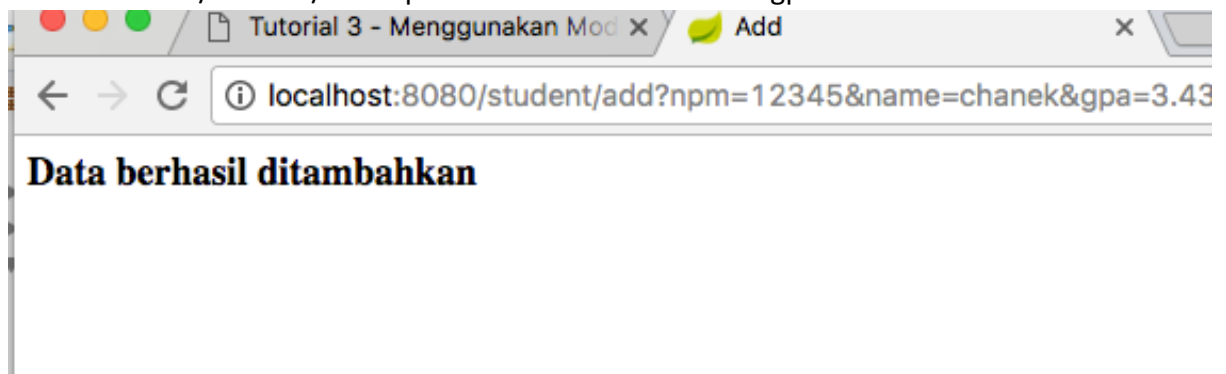 Tutorial 3 - Menggunakan Mod
Add
localhost:8080/student/add?npm=12345&name=chanek&gpa=3.43
Data berhasil ditambahkan